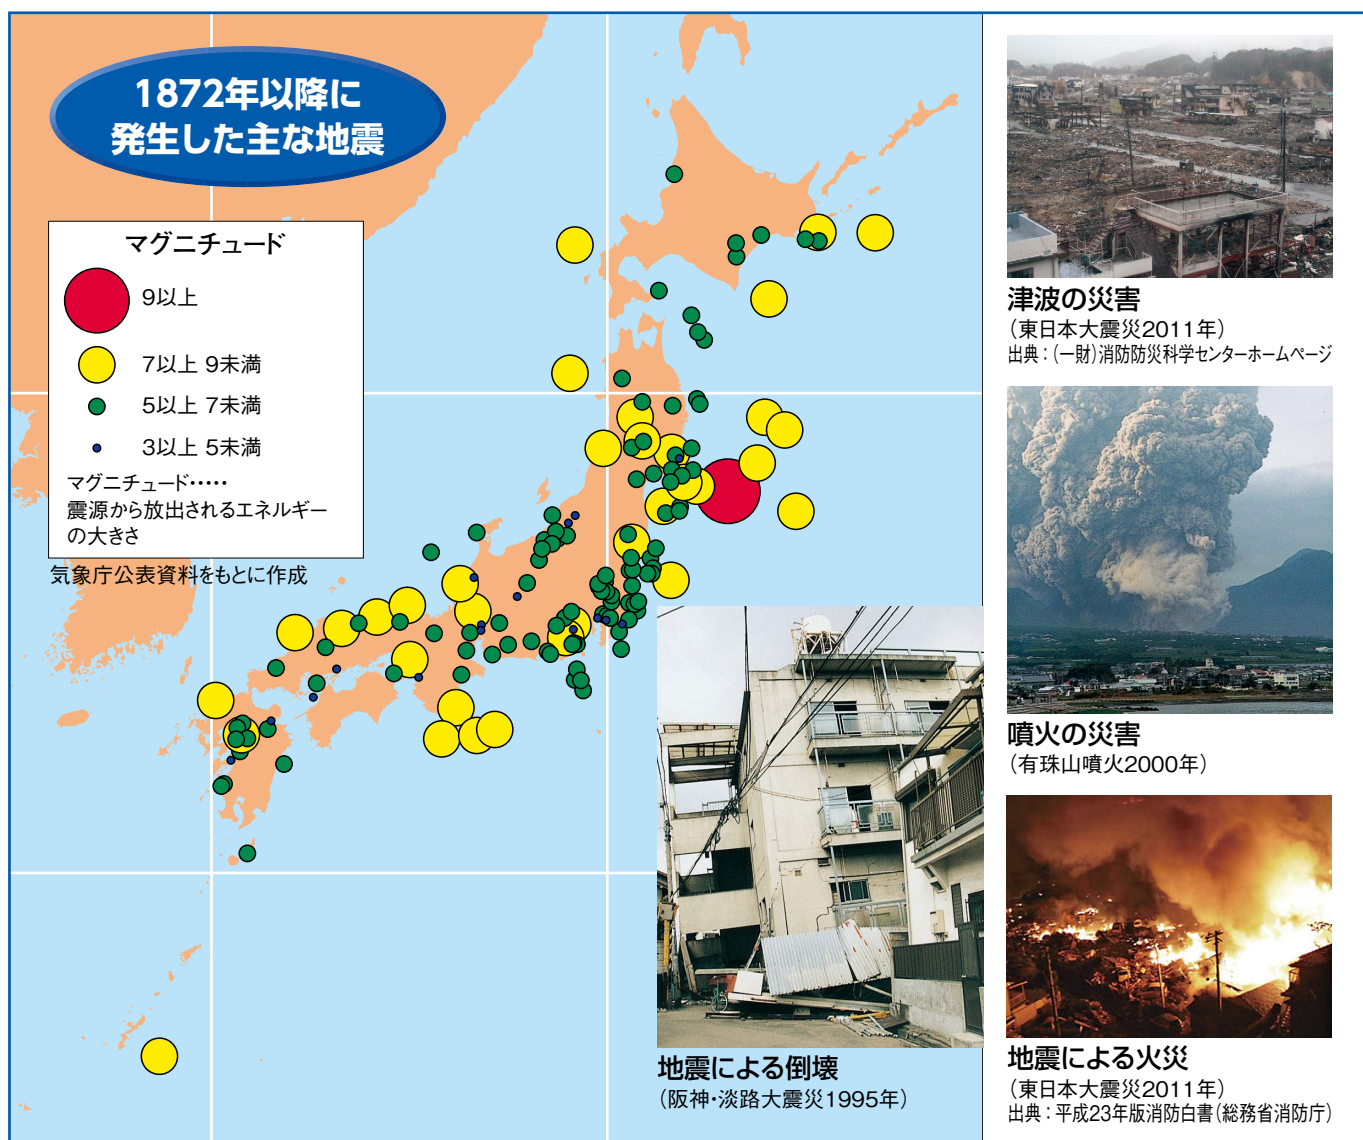 1872年以降に
発生した主な地震
マグニチュード
9以上
7以上 9未満
5以上 7未満
3以上 5未満
マグニチュード‥‥‥
震源から放出されるエネルギー
の大きさ
気象庁公表資料をもとに作成
地震による倒壊
（阪神・淡路大震災1995年）
津波の災害
（東日本大震災2011年）
出典：(一財)消防防災科学センターホームページ
噴火の災害
（有珠山噴火2000年）
地震による火災
（東日本大震災2011年）
出典：平成23年版消防白書（総務省消防庁）